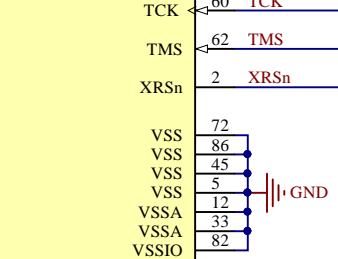 TCK 60 TCK
TMS 62 TMS
XRSn 2 XRSn
VSS 72
VSS 86
VSS 45
VSS 5 GND
VSSA 12
VSSA 33
VSSIO 82